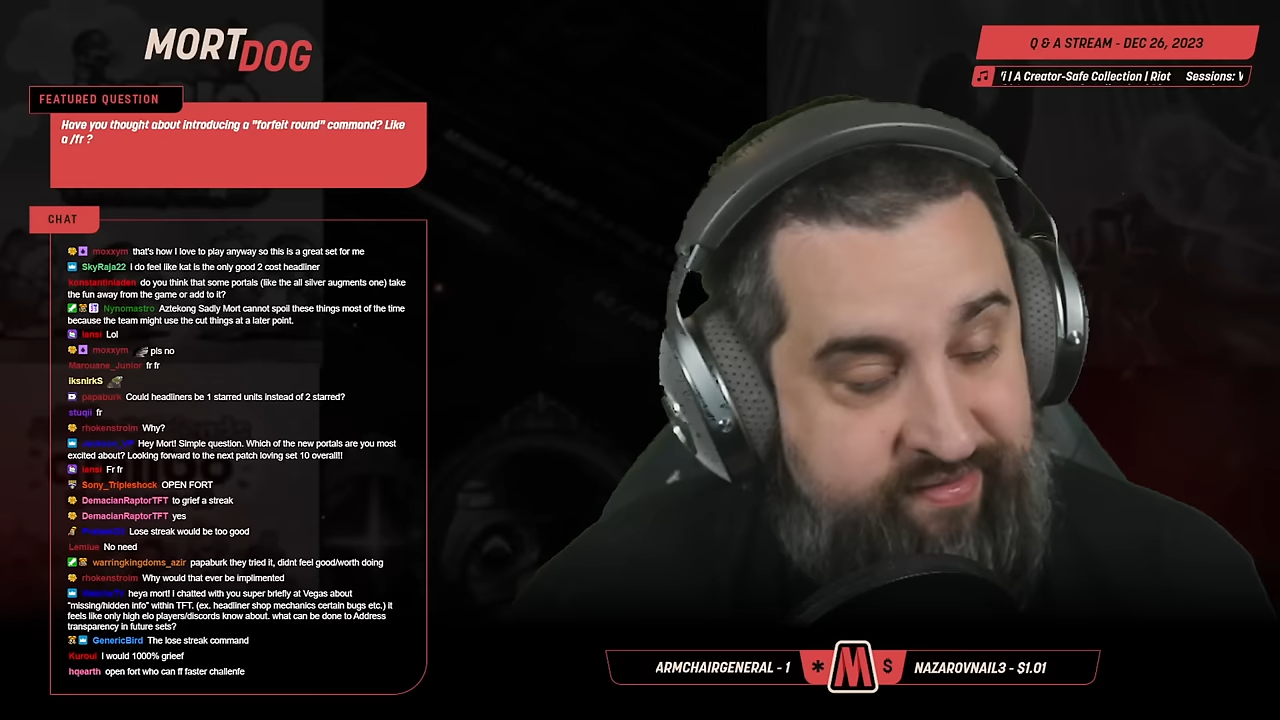 MORTDOG
Q & A STREAM - DEC 26, 2023
I | A Creator-Safe Collection | Riot Sessions:
FEATURED QUESTION
Have you thought about introducing a "forfeit round" command? Like
a /fr ?
CHAT
moxxym that's how I love to play anyway so this is a great set for me
SkyRaja22 I do feel like kat is the only good 2 cost headliner
konstantinladen do you think that some portals (like the all silver augments one) take
the fun away from the game or add to it?
Nynomastro Aztekong Sadly Mort cannot spoil these things most of the time
because the team might use the cut things at a later point.
Lol
moxxym pls no
Marouane_Junior fr fr
iksnirkS
papaburk Could headliners be 1 starred units instead of 2 starred?
stuqii fr
rhokenstrolm Why?
Hey Mort! Simple question. Which of the new portals are you most
excited about? Looking forward to the next patch loving set 10 overall!!
Fr fr
Sony_Tripleshock OPEN FORT
DemacianRaptorTFT to grief a streak
DemacianRaptorTFT yes
Lose streak would be too good
Lemiue No need
warringkingdoms_azir papaburk they tried it, didnt feel good/worth doing
rhokenstrolm Why would that ever be implimented
heya mort! I chatted with you super briefly at Vegas about
"missing/hidden info" within TFT. (ex. headliner shop mechanics certain bugs etc.) it
feels like only high elo players/discords know about. what can be done to Address
transparency in future sets?
GenericBird The lose streak command
Kuroui I would 1000% grieef
hqearth open fort who can ff faster challenfe
ARMCHAIRGENERAL - 1 * M $ NAZAROVNAIL3 - $1.01